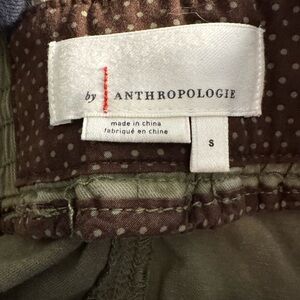 by ANTHROPOLOGIE
made in china
fabriqué en chine
S